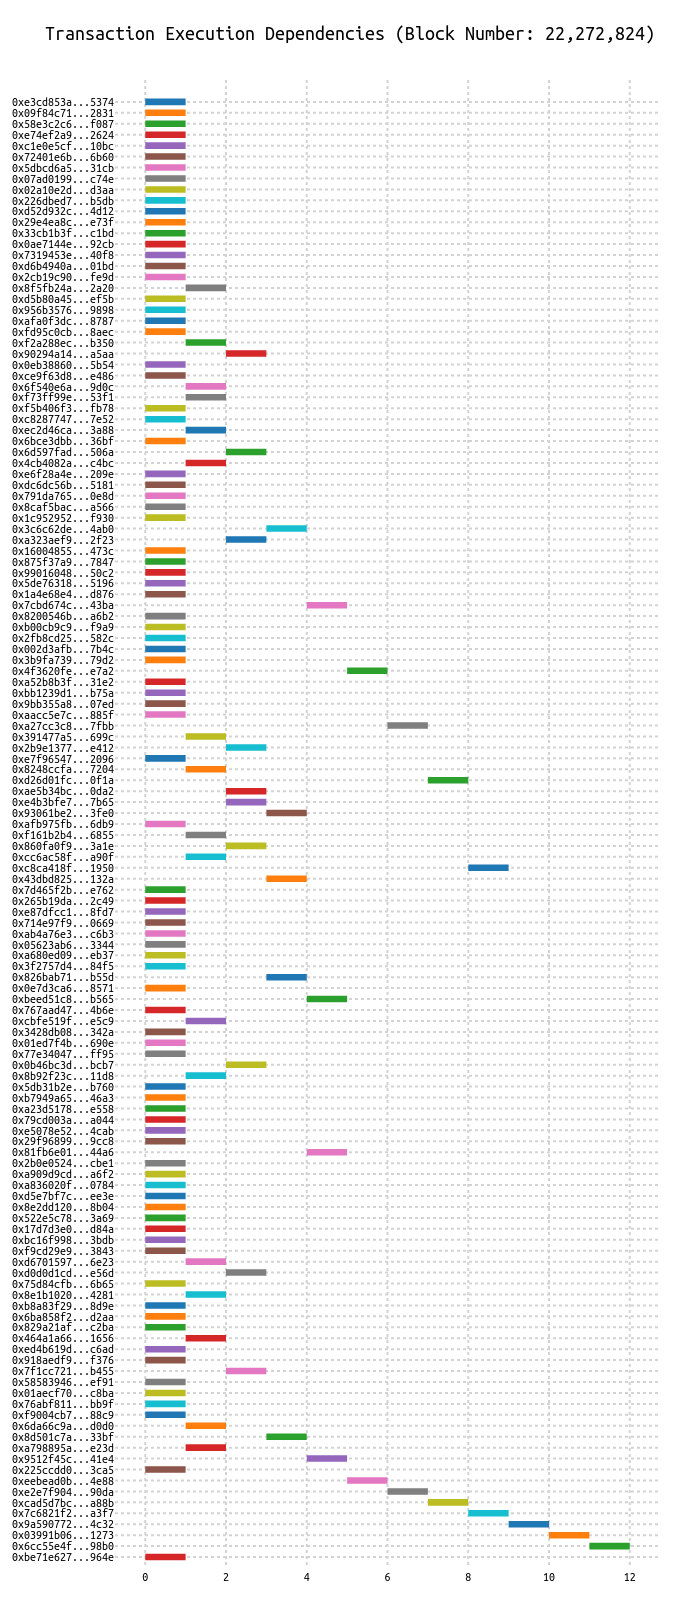 Transaction Execution Dependencies (Block Number: 22,272,824)
0xe3cd853a...5374
0x09f84c71...2831
0x58e3c2c6...f087
0xe74ef2a9...2624
0xc1e0e5cf...10bc
0x72401e6b...6b60
0x5dbcd6a5...31cb
0x07ad0199...c74e
0x02a10e2d...d3aa
0x226dbed7...b5db
0xd52d932c...4d12
0x29e4ea8c...e73f
0x33cb1b3f...c1bd
0x0ae7144e...92cb
0x7319453e...40f8
0xd6b4940a...01bd
0x2cb19c90...fe9d
0x8f5fb24a...2a20
0xd5b80a45...ef5b
0x956b3576...9898
0xafa0f3dc...8787
0xfd95c0cb...8aec
0xf2a288ec...b350
0x90294a14...a5aa
0x0eb38860...5b54
0xce9f63d8...e486
0x6f540e6a...9d0c
0xf73ff99e...53f1
0xf5b406f3...fb78
0xc8287747...7e52
0xec2d46ca...3a88
0x6bce3dbb...36bf
0x6d597fad...506a
0x4cb4082a...c4bc
0xe6f28a4e...209e
0xdc6dc56b...5181
0x791da765...0e8d
0x8caf5bac...a566
0x1c952952...f930
0x3c6c62de...4ab0
0xa323aef9...2f23
0x16004855...473c
0x875f37a9...7847
0x99016048...50c2
0x5de76318...5196
0x1a4e68e4...d876
0x7cbd674c...43ba
0x8200546b...a6b2
0xb00cb9c9...f9a9
0x2fb8cd25...582c
0x002d3afb...7b4c
0x3b9fa739...79d2
0x4f3620fe...e7a2
0xa52b8b3f...31e2
0xbb1239d1...b75a
0x9bb355a8...07ed
0xaacc5e7c...885f
0xa27cc3c8...7fbb
0x391477a5...699c
0x2b9e1377...e412
0xe7f96547...2096
0x8248ccfa...7204
0xd26d01fc...0f1a
0xae5b34bc...0da2
0xe4b3bfe7...7b65
0x93061be2...3fe0
0xafb975fb...6db9
0xf161b2b4...6855
0x860fa0f9...3a1e
0xcc6ac58f...a90f
0xc8ca418f...1950
0x43dbd825...132a
0x7d465f2b...e762
0x265b19da...2c49
0xe87dfcc1...8fd7
0x714e97f9...0669
0xab4a76e3...c6b3
0x05623ab6...3344
0xa680ed09...eb37
0x3f2757d4...84f5
0x826bab71...b55d
0x0e7d3ca6...8571
0xbeed51c8...b565
0x767aad47...4b6e
0xcbfe519f...e5c9
0x3428db08...342a
0x01ed7f4b...690e
0x77e34047...ff95
0x0b46bc3d...bcb7
0x8b92f23c...11d8
0x5db31b2e...b760
0xb7949a65...46a3
0xa23d5178...e558
0x79cd003a...a044
0xe5078e52...4cab
0x29f96899...9cc8
0x81fb6e01...44a6
0x2b0e0524...cbe1
0xa909d9cd...a6f2
0xa836020f...0784
0xd5e7bf7c...ee3e
0x8e2dd120...8b04
0x522e5c78...3a69
0x17d7d3e0...d84a
0xbc16f998...3bdb
0xf9cd29e9...3843
0xd6701597...6e23
0xd0d0d1cd...e56d
0x75d84cfb...6b65
0x8e1b1020...4281
0xb8a83f29...8d9e
0x6ba858f2...d2aa
0x829a21af...c2ba
0x464a1a66...1656
0xed4b619d...c6ad
0x918aedf9...f376
0x7f1cc721...b455
0x58583946...ef91
0x01aecf70...c8ba
0x76abf811...bb9f
0xf9004cb7...88c9
0x6da66c9a...d0d0
0x8d501c7a...33bf
0xa798895a...e23d
0x9512f45c...41e4
0x225ccdd0...3ca5
0xeebead0b...4e88
0xe2e7f904...90da
0xcad5d7bc...a88b
0x7c6821f2...a3f7
0x9a590772...4c32
0x03991b06...1273
0x6cc55e4f...98b0
0xbe71e627...964e
0 2 4 6 8 10 12